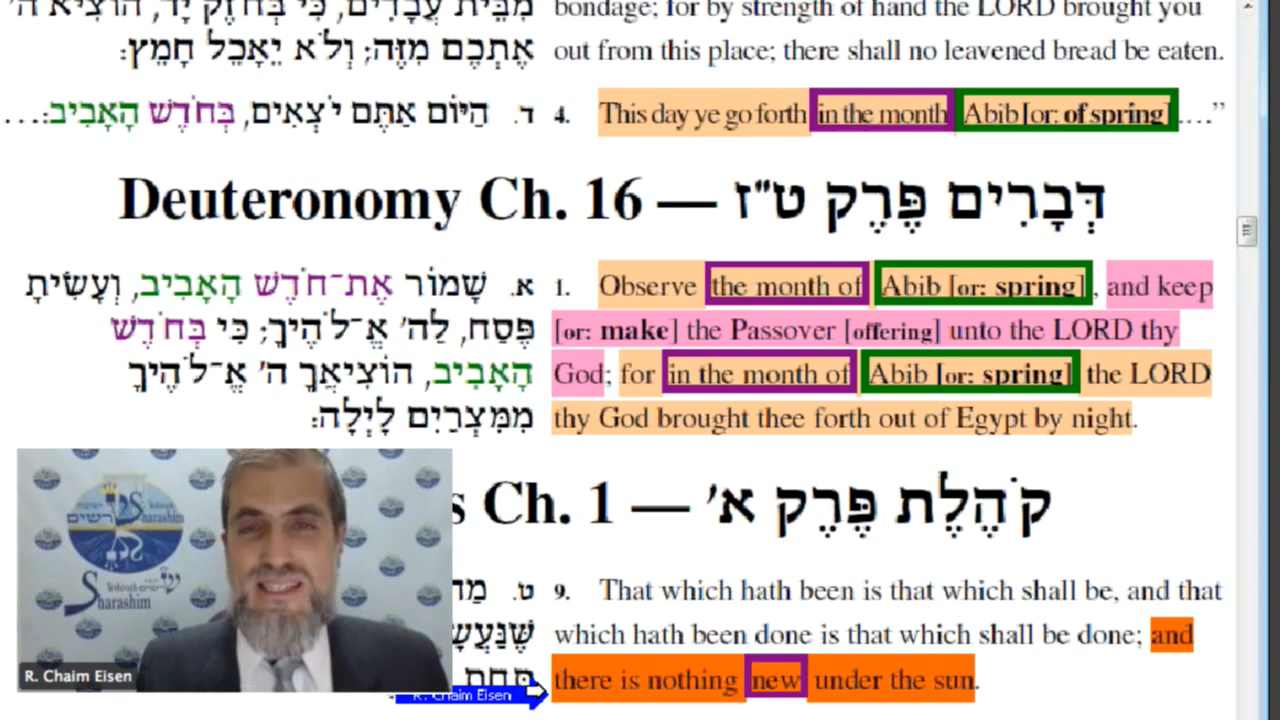 מִבֵּית עֲבָדִים, כִּי בְּחֹזֶק יָד, הוֹצִיא ה'
bondage; for by strength of hand the LORD brought you
אֶתְכֶם מִזֶּה; וְלֹא יֵאָכֵל חָמֵץ:
out from this place; there shall no leavened bread be eaten.
ד. הַיּוֹם אַתֶּם יֹצְאִים, בְּחֹדֶשׁ הָאָבִיב:...
4. This day ye go forth in the month Abib [or: of spring]....”
Deuteronomy Ch. 16 — דְּבָרִים פֶּרֶק ט"ז
א. שָׁמוֹר אֶת־חֹדֶשׁ הָאָבִיב, וְעָשִׂיתָ
1. Observe the month of Abib [or: spring], and keep
פֶּסַח, לַה' אֱ־לֹהֶיךָ; כִּי בְּחֹדֶשׁ
[or: make] the Passover [offering] unto the LORD thy
הָאָבִיב, הוֹצִיאֲךָ ה' אֱ־לֹהֶיךָ
God; for in the month of Abib [or: spring] the LORD
מִמִּצְרַיִם לָיְלָה:
thy God brought thee forth out of Egypt by night.
s Ch. 1 — קֹהֶלֶת פֶּרֶק א'
ט. מַה
9. That which hath been is that which shall be, and that
שֶּׁנַּעֲשָׂ
which hath been done is that which shall be done; and
תַּחַת
there is nothing new under the sun.
Sharashim
שרשים
Yeshivath שרשים
Sharashim
R. Chaim Eisen
R. Chaim Eisen